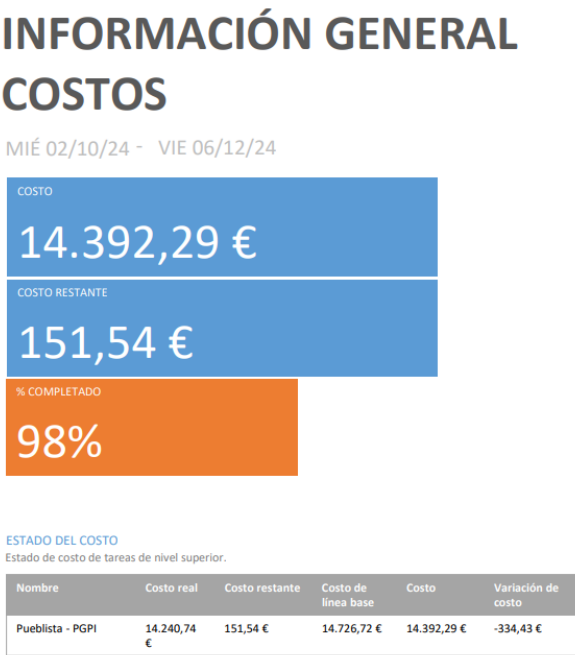 INFORMACIÓN GENERAL
COSTOS
MIÉ 02/10/24 - VIE 06/12/24
COSTO
14.392,29 €
COSTO RESTANTE
151,54 €
% COMPLETADO
98%
ESTADO DEL COSTO
Estado de costo de tareas de nivel superior.
Nombre Costo real Costo restante Costo de línea base Costo Variación de costo
Pueblista - PGPI 14.240,74 € 151,54 € 14.726,72 € 14.392,29 € -334,43 €